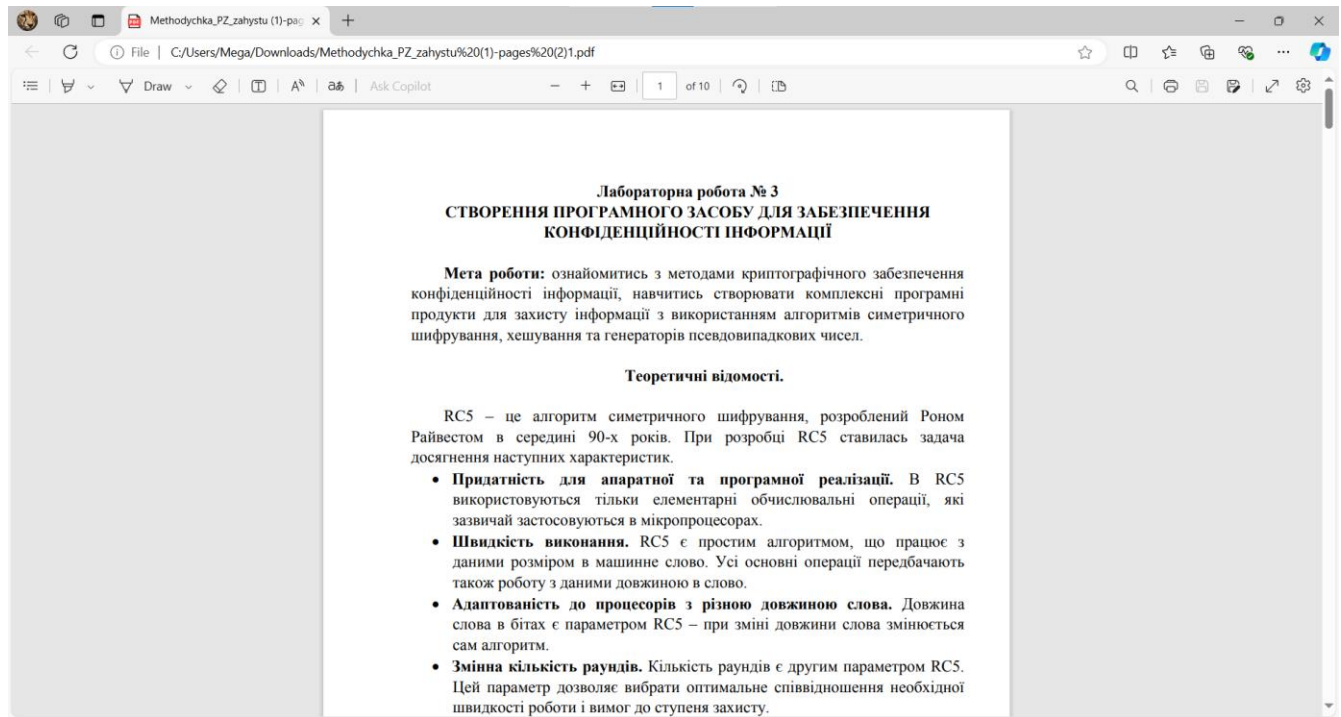 Methodychka_PZ_zahystu (1)-pag
File | C:/Users/Mega/Downloads/Methodychka_PZ_zahystu%20(1)-pages%20(2)1.pdf
Draw
Ask Copilot
1 of 10
Лабораторна робота № 3
СТВОРЕННЯ ПРОГРАМНОГО ЗАСОБУ ДЛЯ ЗАБЕЗПЕЧЕННЯ
КОНФІДЕНЦІЙНОСТІ ІНФОРМАЦІЇ
Мета роботи: ознайомитись з методами криптографічного забезпечення
конфіденційності інформації, навчитись створювати комплексні програмні
продукти для захисту інформації з використанням алгоритмів симетричного
шифрування, хешування та генераторів псевдовипадкових чисел.
Теоретичні відомості.
RC5 – це алгоритм симетричного шифрування, розроблений Роном
Райвестом в середині 90-х років. При розробці RC5 ставилась задача
досягнення наступних характеристик.
• Придатність для апаратної та програмної реалізації. В RC5
використовуються тільки елементарні обчислювальні операції, які
зазвичай застосовуються в мікропроцесорах.
• Швидкість виконання. RC5 є простим алгоритмом, що працює з
даними розміром в машинне слово. Усі основні операції передбачають
також роботу з даними довжиною в слово.
• Адаптованість до процесорів з різною довжиною слова. Довжина
слова в бітах є параметром RC5 – при зміні довжини слова змінюється
сам алгоритм.
• Змінна кількість раундів. Кількість раундів є другим параметром RC5.
Цей параметр дозволяє вибрати оптимальне співвідношення необхідної
швидкості роботи і вимог до ступеня захисту.